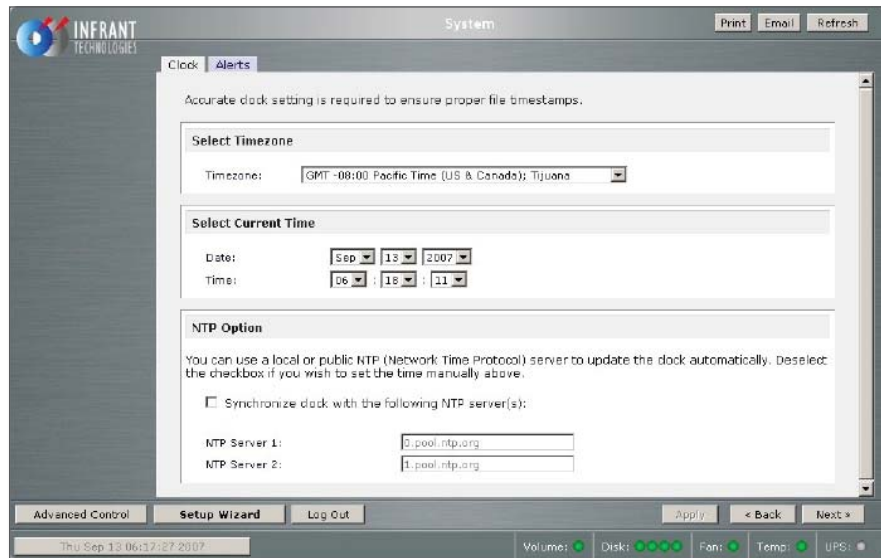 INFRANT
TECHNOLOGIES
System
Print Email Refresh
Clock Alerts
Accurate clock setting is required to ensure proper file timestamps.
Select Timezone
Timezone: GMT -08:00 Pacific Time (US & Canada); Tijuana
Select Current Time
Date: Sep 13 2007
Time: 06 : 18 : 11
NTP Option
You can use a local or public NTP (Network Time Protocol) server to update the clock automatically. Deselect
the checkbox if you wish to set the time manually above.
Synchronize clock with the following NTP server(s):
NTP Server 1: 0.pool.ntp.org
NTP Server 2: 1.pool.ntp.org
Advanced Control Setup Wizard Log Out Apply < Back Next »
Thu Sep 13 06:17:27 2007 Volume: Disk: Fan: Temp: UPS: